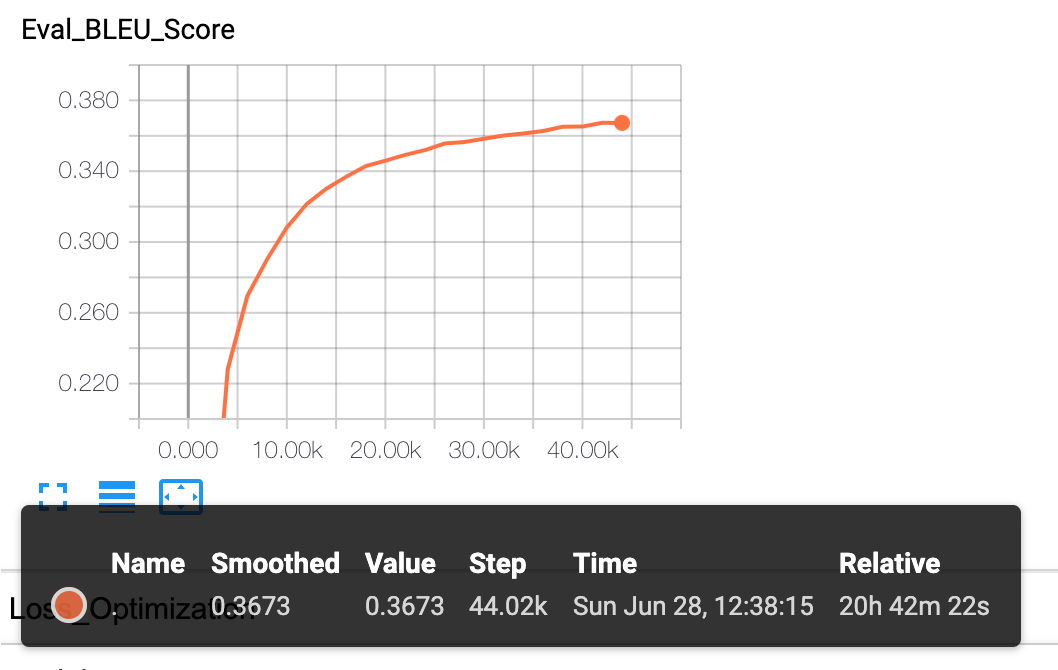 Eval_BLEU_Score
0.380
0.340
0.300
0.260
0.220
0.000 10.00k 20.00k 30.00k 40.00k
Name Smoothed Value Step Time Relative
. 0.3673 0.3673 44.02k Sun Jun 28, 12:38:15 20h 42m 22s
Loss_Optimization